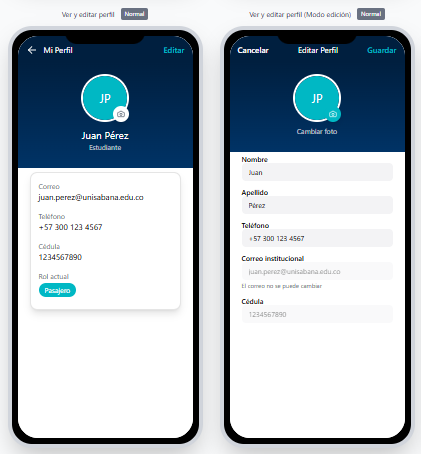 Ver y editar perfil Normal
Mi Perfil Editar
JP
Juan Pérez
Estudiante
Correo
juan.perez@unisabana.edu.co
Teléfono
+57 300 123 4567
Cédula
1234567890
Rol actual
Pasajero
Ver y editar perfil (Modo edición) Normal
Cancelar Editar Perfil Guardar
JP
Cambiar foto
Nombre
Juan
Apellido
Pérez
Teléfono
+57 300 123 4567
Correo institucional
juan.perez@unisabana.edu.co
El correo no se puede cambiar
Cédula
1234567890